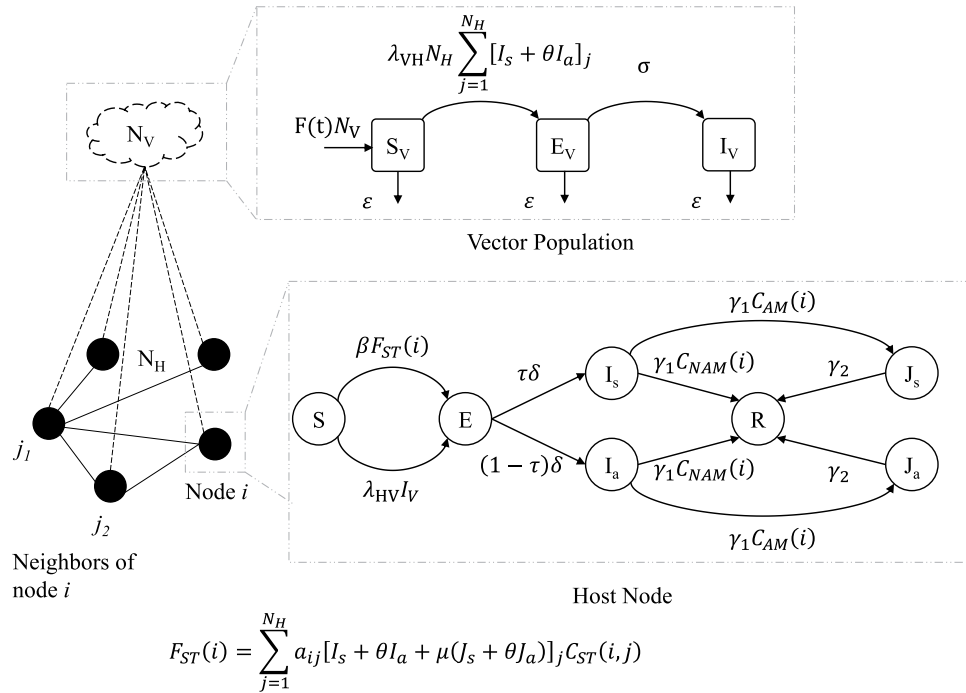 λ_VH N_H ∑_{j=1}^{N_H} [I_s + θI_a]_j
σ
N_V
F(t)N_V
S_V
E_V
I_V
ε
ε
ε
Vector Population
γ_1 C_AM(i)
βF_ST(i)
N_H
τδ
I_s
γ_1 C_NAM(i)
γ_2
J_s
S
E
R
j_1
(1 − τ)δ
I_a
γ_1 C_NAM(i)
γ_2
J_a
λ_HV I_V
Node i
j_2
γ_1 C_AM(i)
Neighbors of
node i
Host Node
F_ST(i) = ∑_{j=1}^{N_H} a_ij [I_s + θI_a + μ(J_s + θJ_a)]_j C_ST(i, j)